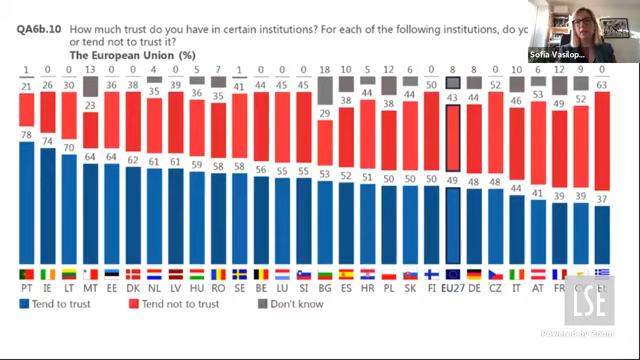 QA6b.10 How much trust do you have in certain institutions? For each of the following institutions, do yo
or tend not to trust it?
The European Union (%)
Sofia Vasilop...
1 0 0 13 0 0 4 0 5 7 1 0 0 0 18 10 5 12 6 0 8 8 0 10 6 12 9 0
21 26 30 23 36 38 35 39 36 35 41 44 45 45 29 38 44 38 44 50 43 44 52 46 53 49 52 63
78 74 70 64 64 62 61 61 59 58 58 56 55 55 53 52 51 50 50 50 49 48 48 44 41 39 39 37
PT IE LT MT EE DK NL LV HU RO SE BE LU SI BG ES HR PL SK FI EU27 DE CZ IT AT FR CY EL
Tend to trust Tend not to trust Don't know
LSE
Powered by Zoom